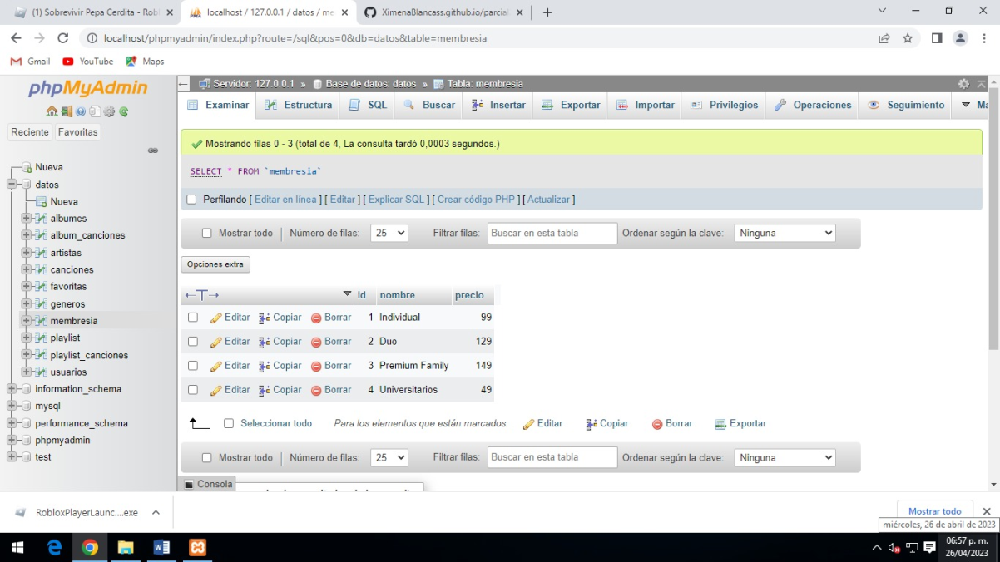 (1) Sobrevivir Pepa Cerdita - Robl
localhost / 127.0.0.1 / datos / me
XimenaBlancass.github.io/parcial
localhost/phpmyadmin/index.php?route=/sql&pos=0&db=datos&table=membresia
Gmail YouTube Maps
phpMyAdmin
Reciente Favoritas
Nueva
datos
Nueva
albumes
album_canciones
artistas
canciones
favoritas
generos
membresia
playlist
playlist_canciones
usuarios
information_schema
mysql
performance_schema
phpmyadmin
test
Servidor: 127.0.0.1 » Base de datos: datos » Tabla: membresia
Examinar Estructura SQL Buscar Insertar Exportar Importar Privilegios Operaciones Seguimiento Má
Mostrando filas 0 - 3 (total de 4, La consulta tardó 0,0003 segundos.)
SELECT * FROM `membresia`
Perfilando [ Editar en línea ] [ Editar ] [ Explicar SQL ] [ Crear código PHP ] [ Actualizar ]
Mostrar todo Número de filas: 25 Filtrar filas: Buscar en esta tabla Ordenar según la clave: Ninguna
Opciones extra
←T→ id nombre precio
Editar Copiar Borrar 1 Individual 99
Editar Copiar Borrar 2 Duo 129
Editar Copiar Borrar 3 Premium Family 149
Editar Copiar Borrar 4 Universitarios 49
Seleccionar todo Para los elementos que están marcados: Editar Copiar Borrar Exportar
Mostrar todo Número de filas: 25 Filtrar filas: Buscar en esta tabla Ordenar según la clave: Ninguna
Consola
RobloxPlayerLaunc....exe
Mostrar todo
miércoles, 26 de abril de 2023
06:57 p. m.
26/04/2023